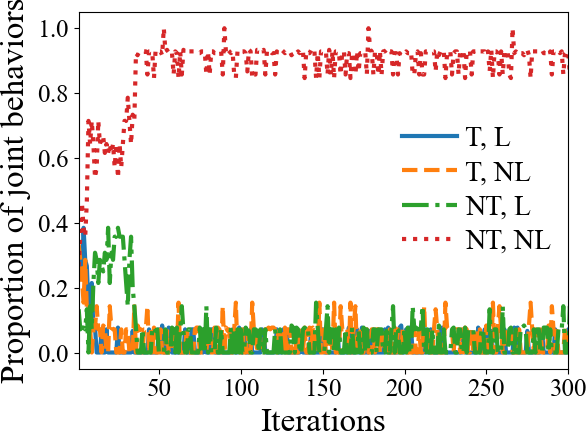 Proportion of joint behaviors
1.0
0.8
0.6
0.4
0.2
0.0
T, L
T, NL
NT, L
NT, NL
50 100 150 200 250 300
Iterations